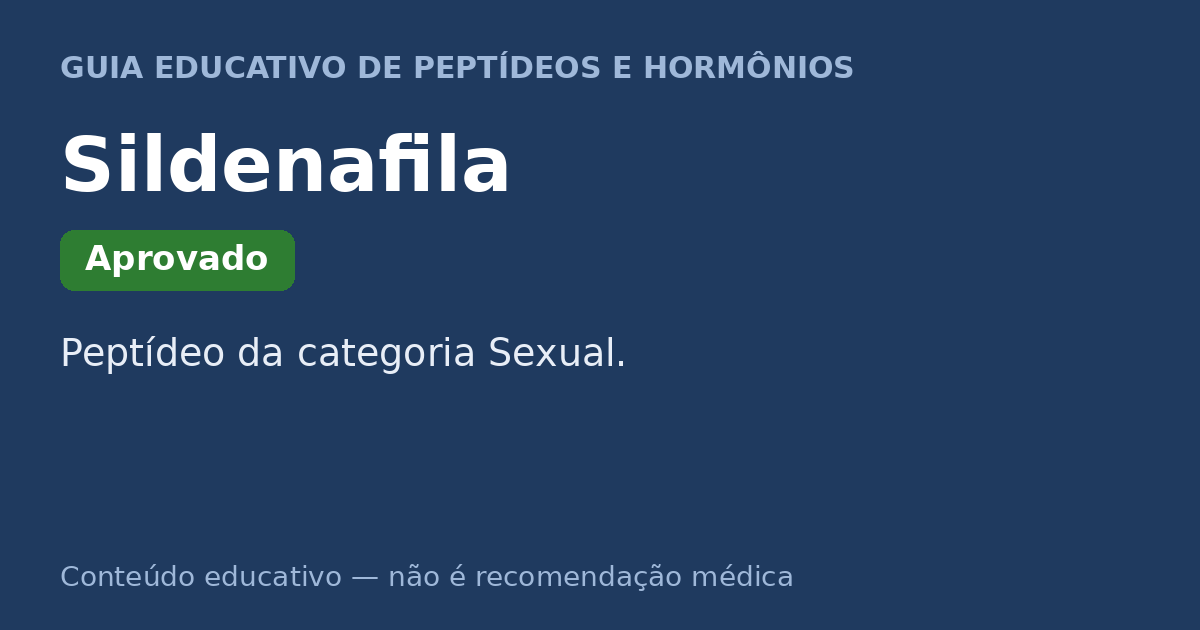 GUIA EDUCATIVO DE PEPTÍDEOS E HORMÔNIOS
Sildenafila
Aprovado
Peptídeo da categoria Sexual.
Conteúdo educativo — não é recomendação médica